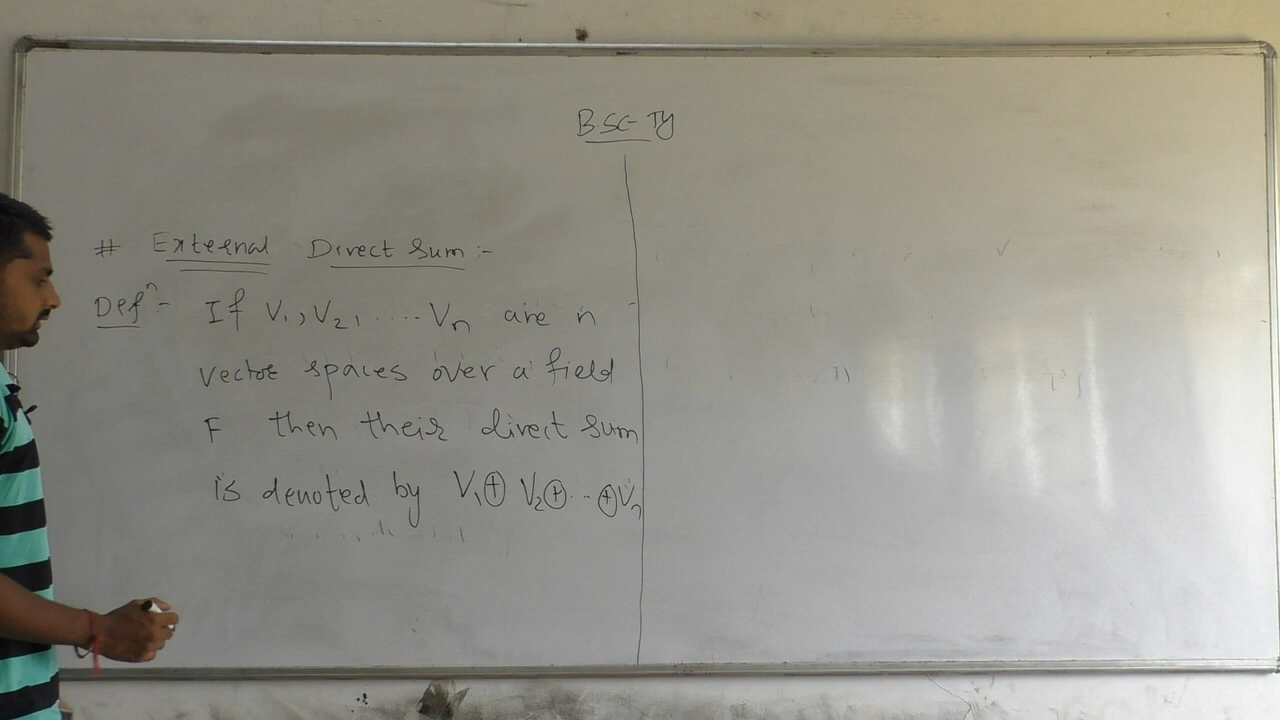 BSC-TY
# External Direct Sum :-
Defⁿ :- If V₁, V₂, .... Vₙ are n
vector spaces over a field
F then their direct sum
is denoted by V₁⊕ V₂⊕...⊕Vₙ